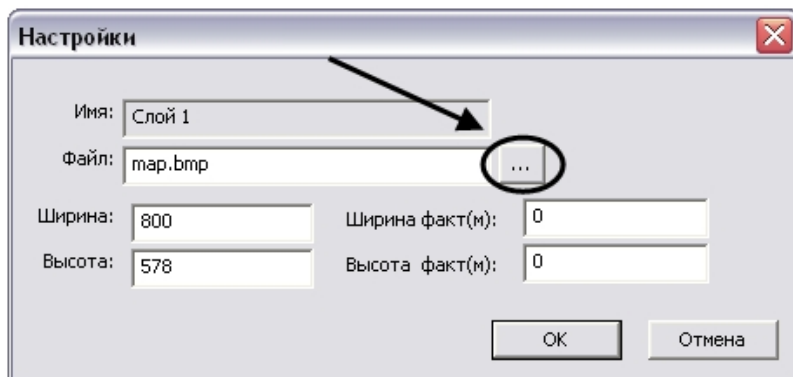 Настройки
Имя: Слой 1
Файл: map.bmp ...
Ширина: 800 Ширина факт(м): 0
Высота: 578 Высота факт(м): 0
OK Отмена